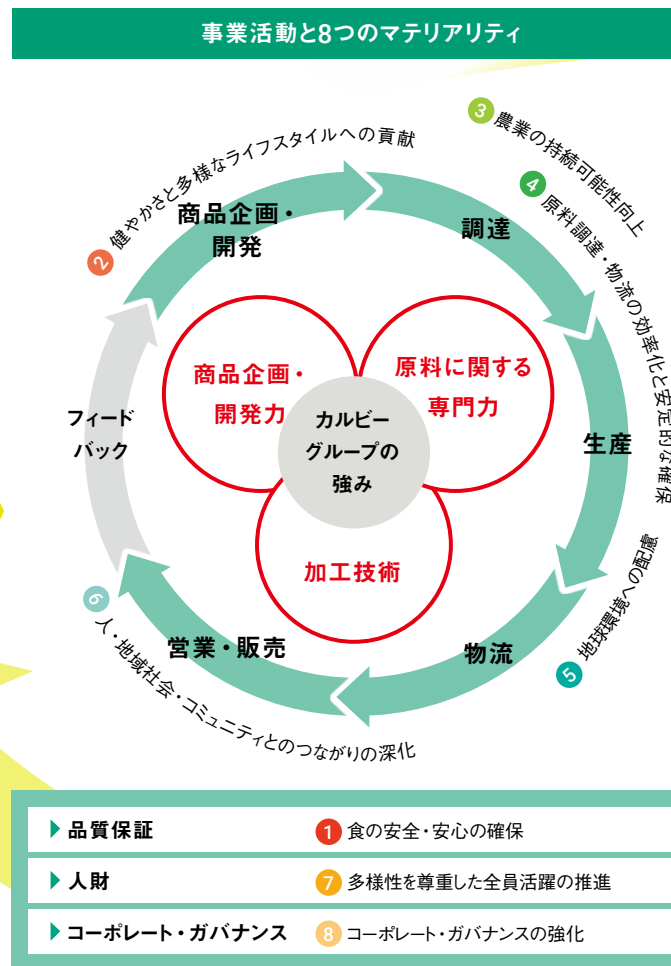 事業活動と8つのマテリアリティ
3 農業の持続可能性向上
4 原料調達・物流の効率化と安定的な確保
2 健やかさと多様なライフスタイルへの貢献
商品企画・
開発
調達
商品企画・
開発力
原料に関する
専門力
フィード
バック
カルビー
グループの
強み
生産
加工技術
5 地球環境への配慮
6 人・地域社会・コミュニティとのつながりの深化
営業・販売
物流
品質保証 1 食の安全・安心の確保
人財 7 多様性を尊重した全員活躍の推進
コーポレート・ガバナンス 8 コーポレート・ガバナンスの強化